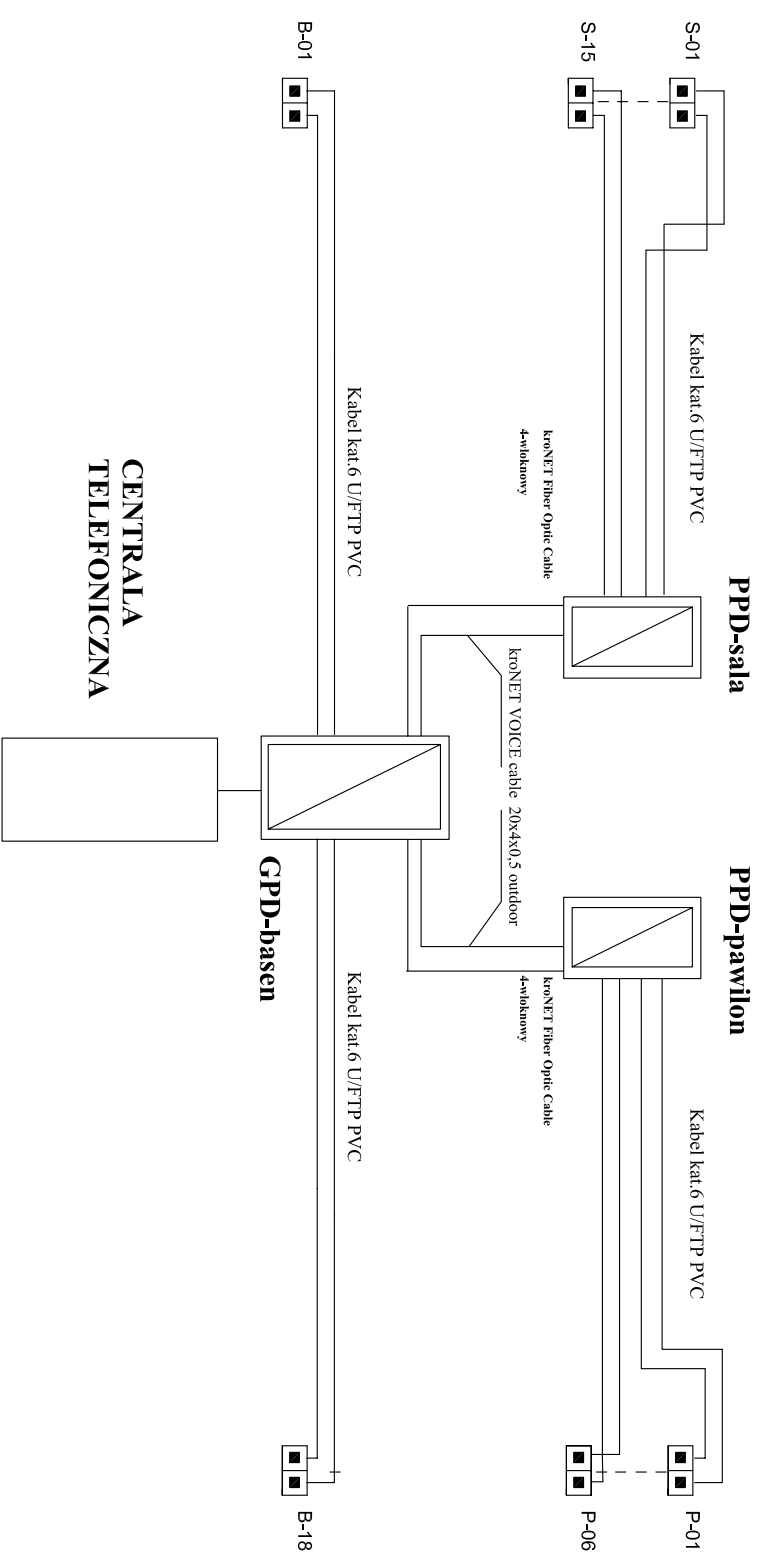 PPD-sala
PPD-pawilon
S-01
Kabel kat.6 U/FTP PVC
Kabel kat.6 U/FTP PVC
P-01
S-15
P-06
kroNET Fiber Optic Cable
4-włoknowy
kroNET Fiber Optic Cable
4-włoknowy
kroNET VOICE cable 20x4x0,5 outdoor
B-01
Kabel kat.6 U/FTP PVC
Kabel kat.6 U/FTP PVC
B-18
GPD-basen
CENTRALA
TELEFONICZNA